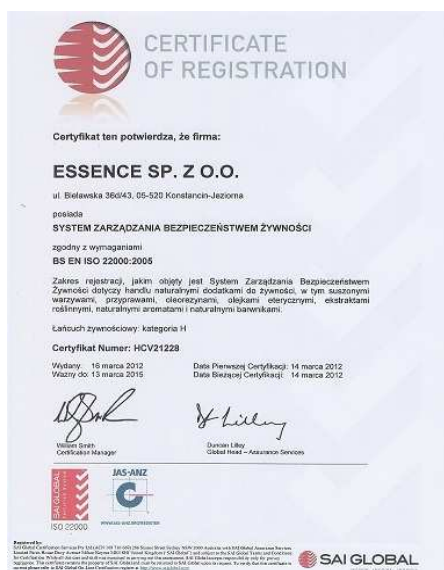 CERTIFICATE
OF REGISTRATION
Certyfikat ten potwierdza, że firma:
ESSENCE SP. Z O.O.
ul. Bielawska 36d/43, 05-520 Konstancin-Jeziorna
posiada
SYSTEM ZARZĄDZANIA BEZPIECZEŃSTWEM ŻYWNOŚCI
zgodny z wymaganiami
BS EN ISO 22000:2005
Zakres rejestracji, jakim objęty jest System Zarządzania Bezpieczeństwem
Żywności dotyczy handlu naturalnymi dodatkami do żywności, w tym suszonymi
warzywami, przyprawami, oleorezynami, olejkami eterycznymi, ekstraktami
roślinnymi, naturalnymi aromatami i naturalnymi barwnikami.
Łańcuch żywnościowy: kategoria H
Certyfikat Numer: HCV21228
Wydany: 16 marca 2012 Data Pierwszej Certyfikacji: 14 marca 2012
Ważny do: 13 marca 2015 Data Bieżącej Certyfikacji: 14 marca 2012
William Smith Duncan Lilley
Certification Manager Global Head – Assurance Services
SAI GLOBAL
JAS-ANZ
ISO 22000
Registered by:
SAI GLOBAL